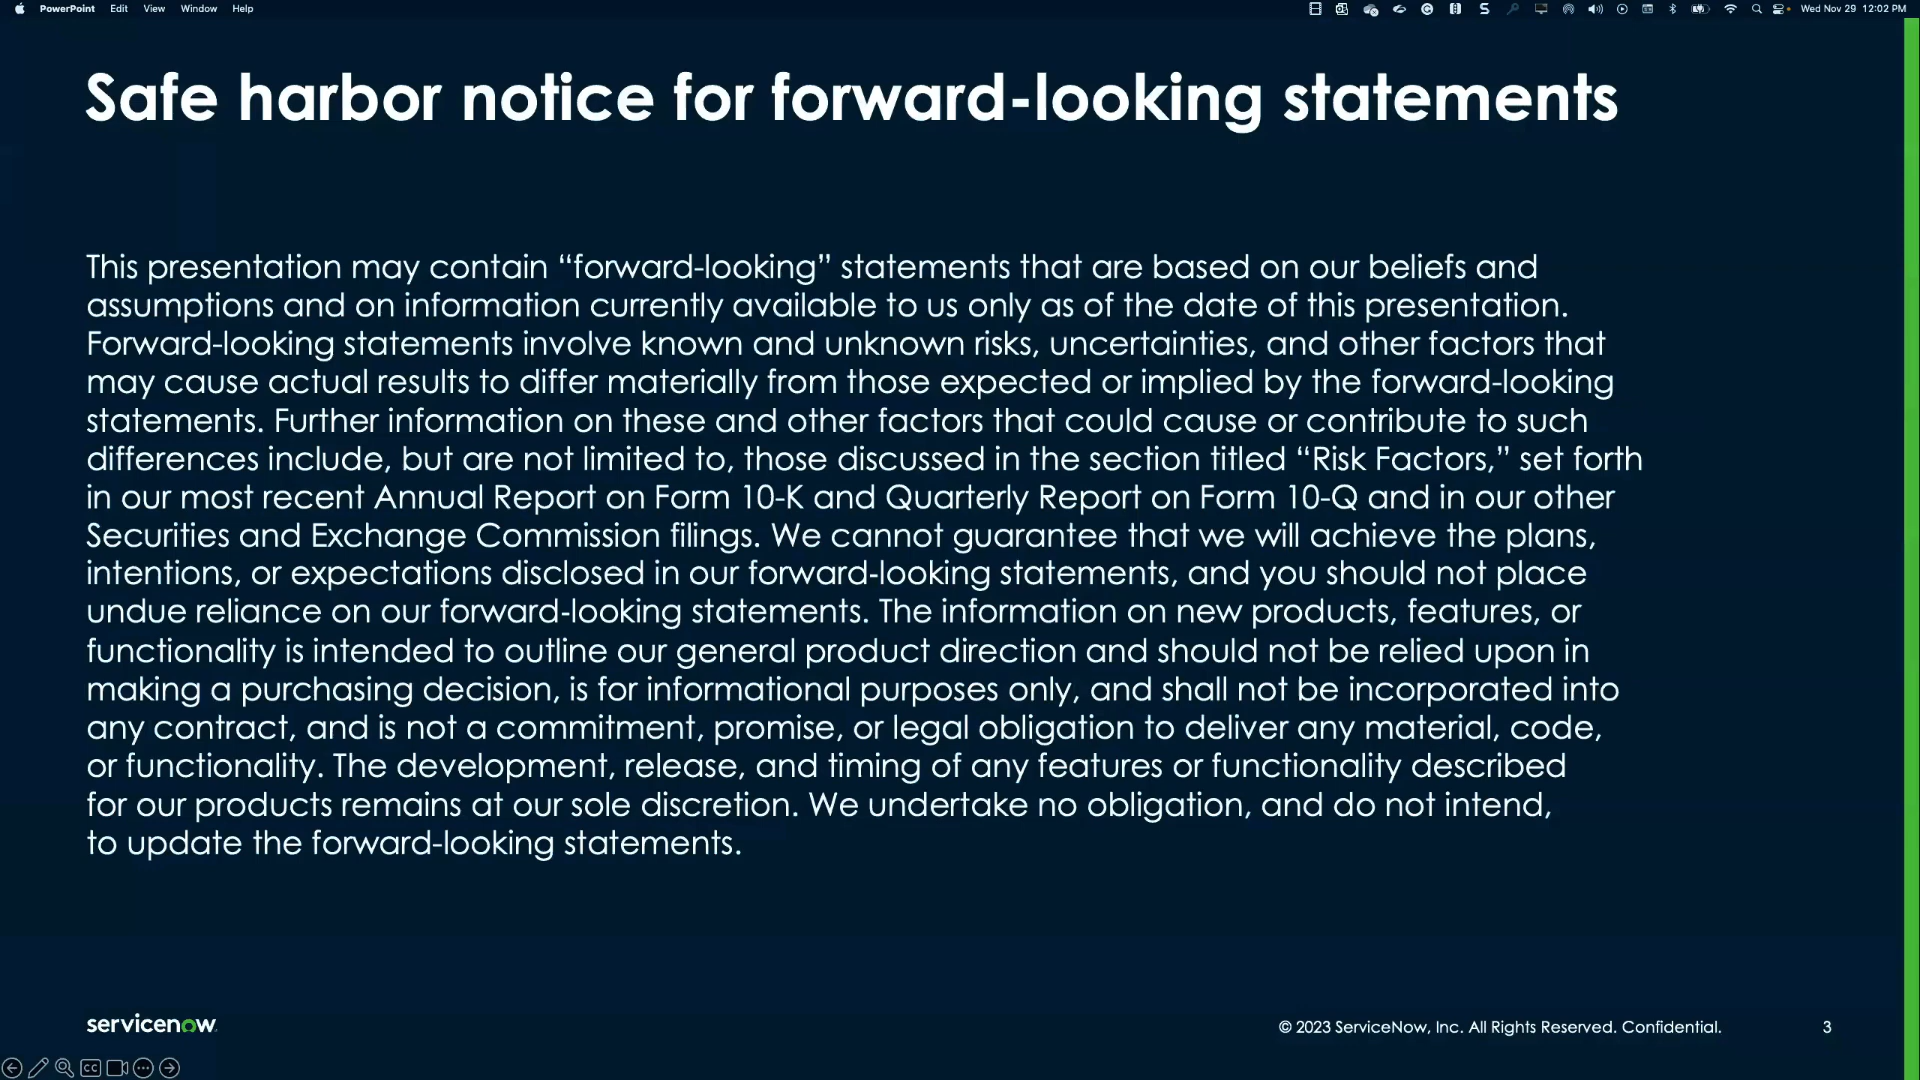 PowerPoint Edit View Window Help Wed Nov 29 12:02 PM
Safe harbor notice for forward-looking statements
This presentation may contain “forward-looking” statements that are based on our beliefs and
assumptions and on information currently available to us only as of the date of this presentation.
Forward-looking statements involve known and unknown risks, uncertainties, and other factors that
may cause actual results to differ materially from those expected or implied by the forward-looking
statements. Further information on these and other factors that could cause or contribute to such
differences include, but are not limited to, those discussed in the section titled “Risk Factors,” set forth
in our most recent Annual Report on Form 10-K and Quarterly Report on Form 10-Q and in our other
Securities and Exchange Commission filings. We cannot guarantee that we will achieve the plans,
intentions, or expectations disclosed in our forward-looking statements, and you should not place
undue reliance on our forward-looking statements. The information on new products, features, or
functionality is intended to outline our general product direction and should not be relied upon in
making a purchasing decision, is for informational purposes only, and shall not be incorporated into
any contract, and is not a commitment, promise, or legal obligation to deliver any material, code,
or functionality. The development, release, and timing of any features or functionality described
for our products remains at our sole discretion. We undertake no obligation, and do not intend,
to update the forward-looking statements.
servicenow
© 2023 ServiceNow, Inc. All Rights Reserved. Confidential. 3
CC